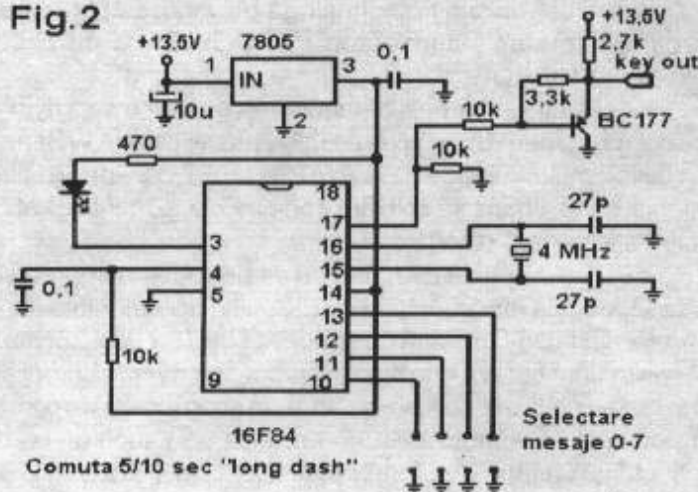 Fig.2
+13,5V
7805
0,1
+13,5V
2,7k
key out
1
IN
3
10u
2
3,3k
10k
BC177
470
10k
18
17
27p
3
16
4
15
4 MHz
0,1
5
14
13
27p
12
10k
11
9
10
16F84
Selectare
mesaje 0-7
Comuta 5/10 sec "long dash"